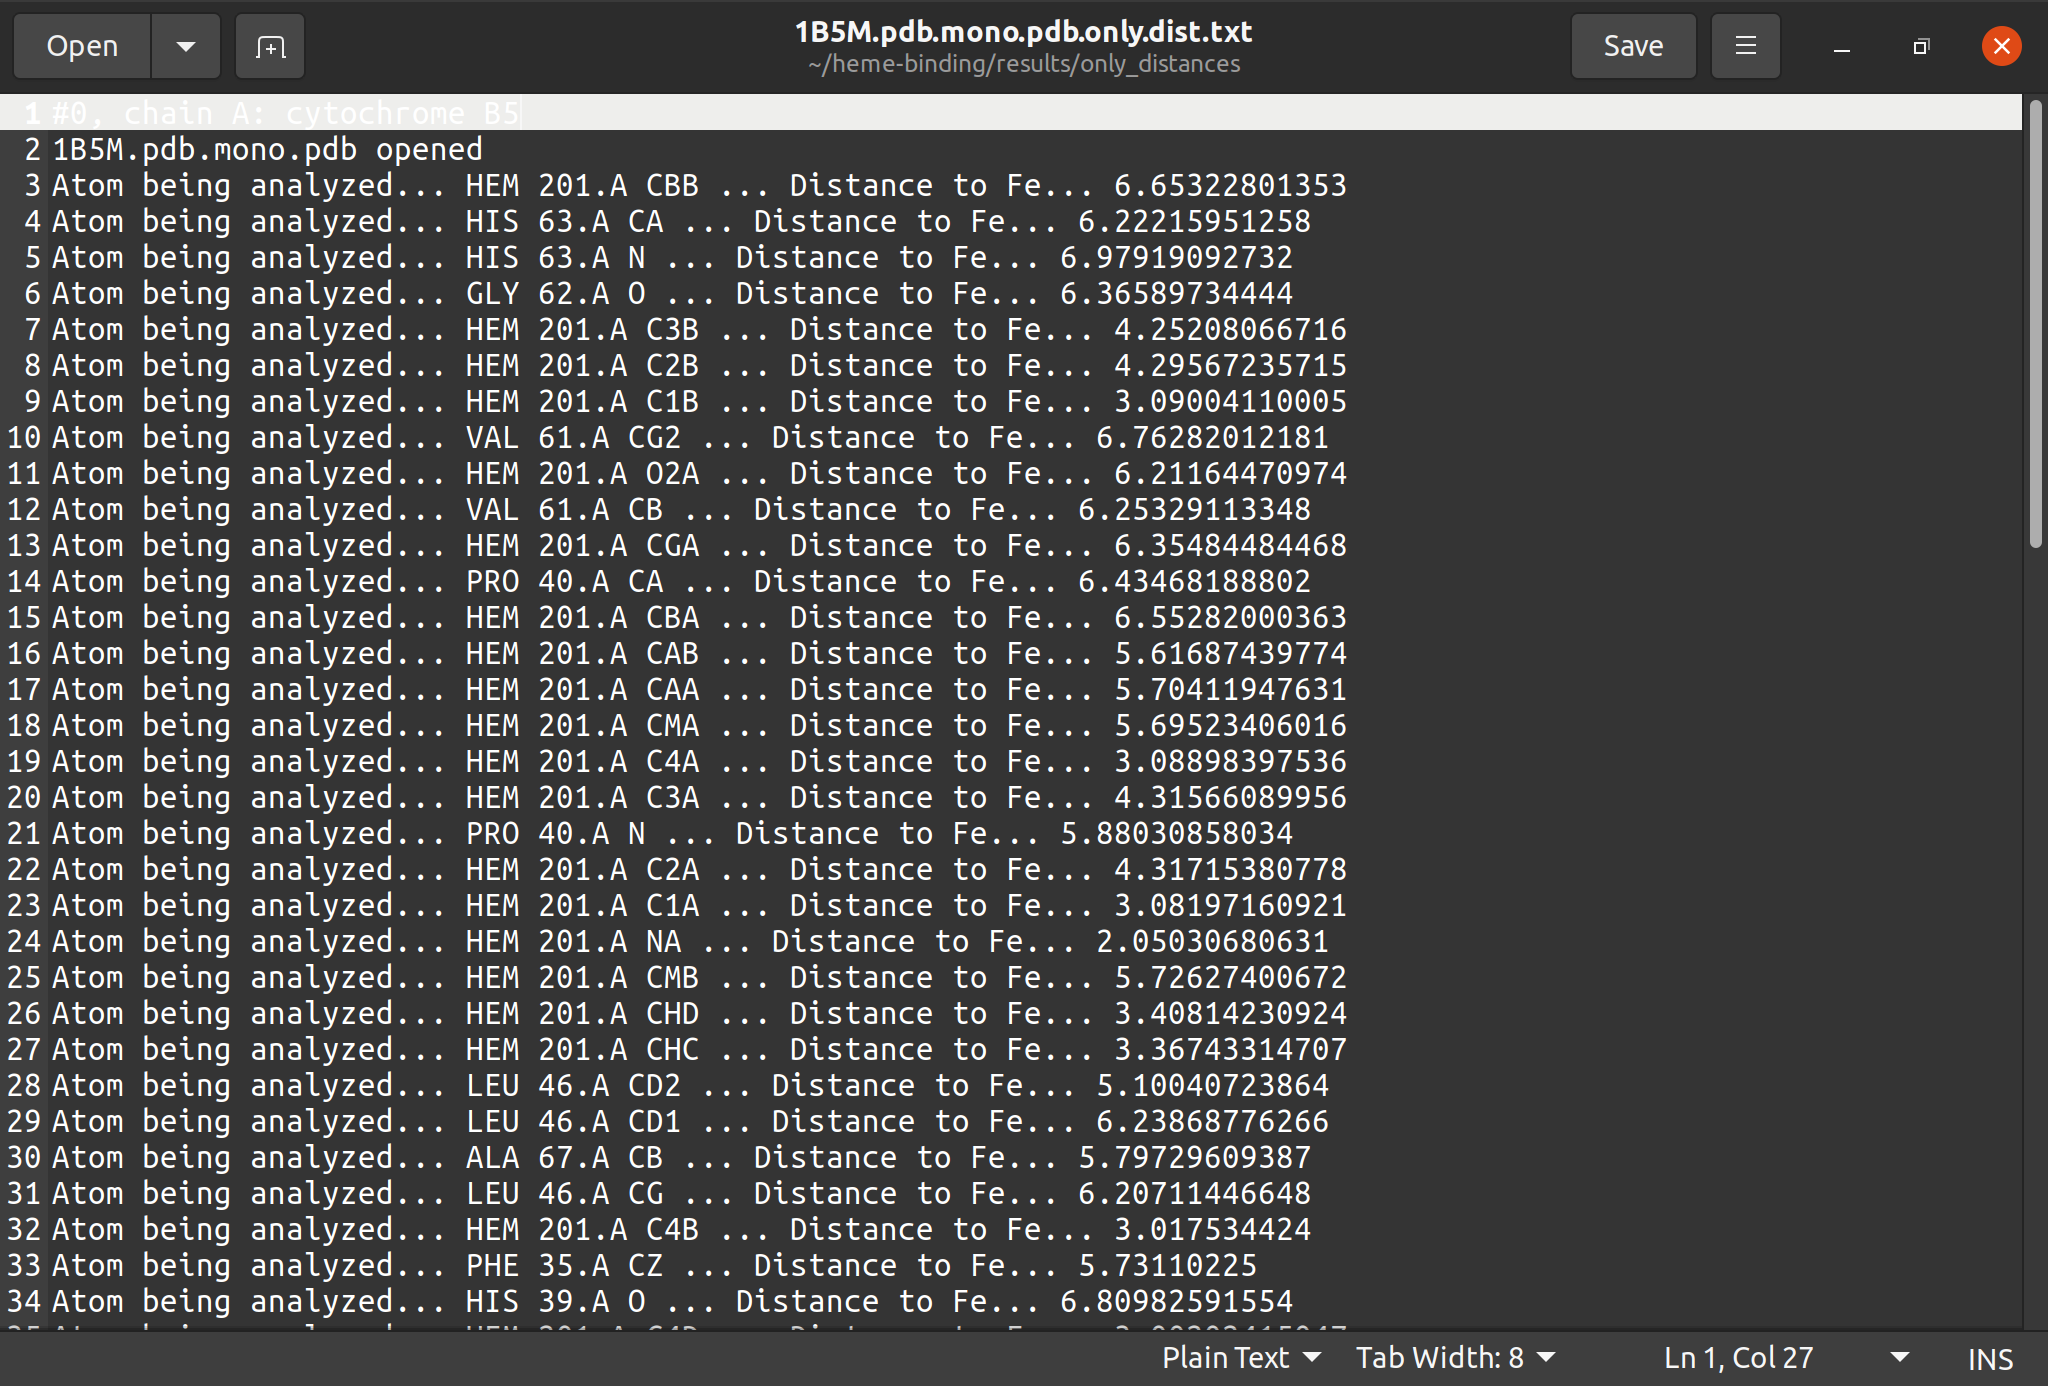 Open
1B5M.pdb.mono.pdb.only.dist.txt
~/heme-binding/results/only_distances
Save
1 #0, chain A: cytochrome B5
2 1B5M.pdb.mono.pdb opened
3 Atom being analyzed... HEM 201.A CBB ... Distance to Fe... 6.65322801353
4 Atom being analyzed... HIS 63.A CA ... Distance to Fe... 6.22215951258
5 Atom being analyzed... HIS 63.A N ... Distance to Fe... 6.97919092732
6 Atom being analyzed... GLY 62.A O ... Distance to Fe... 6.36589734444
7 Atom being analyzed... HEM 201.A C3B ... Distance to Fe... 4.25208066716
8 Atom being analyzed... HEM 201.A C2B ... Distance to Fe... 4.29567235715
9 Atom being analyzed... HEM 201.A C1B ... Distance to Fe... 3.09004110005
10 Atom being analyzed... VAL 61.A CG2 ... Distance to Fe... 6.76282012181
11 Atom being analyzed... HEM 201.A O2A ... Distance to Fe... 6.21164470974
12 Atom being analyzed... VAL 61.A CB ... Distance to Fe... 6.25329113348
13 Atom being analyzed... HEM 201.A CGA ... Distance to Fe... 6.35484484468
14 Atom being analyzed... PRO 40.A CA ... Distance to Fe... 6.43468188802
15 Atom being analyzed... HEM 201.A CBA ... Distance to Fe... 6.55282000363
16 Atom being analyzed... HEM 201.A CAB ... Distance to Fe... 5.61687439774
17 Atom being analyzed... HEM 201.A CAA ... Distance to Fe... 5.70411947631
18 Atom being analyzed... HEM 201.A CMA ... Distance to Fe... 5.69523406016
19 Atom being analyzed... HEM 201.A C4A ... Distance to Fe... 3.08898397536
20 Atom being analyzed... HEM 201.A C3A ... Distance to Fe... 4.31566089956
21 Atom being analyzed... PRO 40.A N ... Distance to Fe... 5.88030858034
22 Atom being analyzed... HEM 201.A C2A ... Distance to Fe... 4.31715380778
23 Atom being analyzed... HEM 201.A C1A ... Distance to Fe... 3.08197160921
24 Atom being analyzed... HEM 201.A NA ... Distance to Fe... 2.05030680631
25 Atom being analyzed... HEM 201.A CMB ... Distance to Fe... 5.72627400672
26 Atom being analyzed... HEM 201.A CHD ... Distance to Fe... 3.40814230924
27 Atom being analyzed... HEM 201.A CHC ... Distance to Fe... 3.36743314707
28 Atom being analyzed... LEU 46.A CD2 ... Distance to Fe... 5.10040723864
29 Atom being analyzed... LEU 46.A CD1 ... Distance to Fe... 6.23868776266
30 Atom being analyzed... ALA 67.A CB ... Distance to Fe... 5.79729609387
31 Atom being analyzed... LEU 46.A CG ... Distance to Fe... 6.20711446648
32 Atom being analyzed... HEM 201.A C4B ... Distance to Fe... 3.017534424
33 Atom being analyzed... PHE 35.A CZ ... Distance to Fe... 5.73110225
34 Atom being analyzed... HIS 39.A O ... Distance to Fe... 6.80982591554
Plain Text Tab Width: 8 Ln 1, Col 27 INS